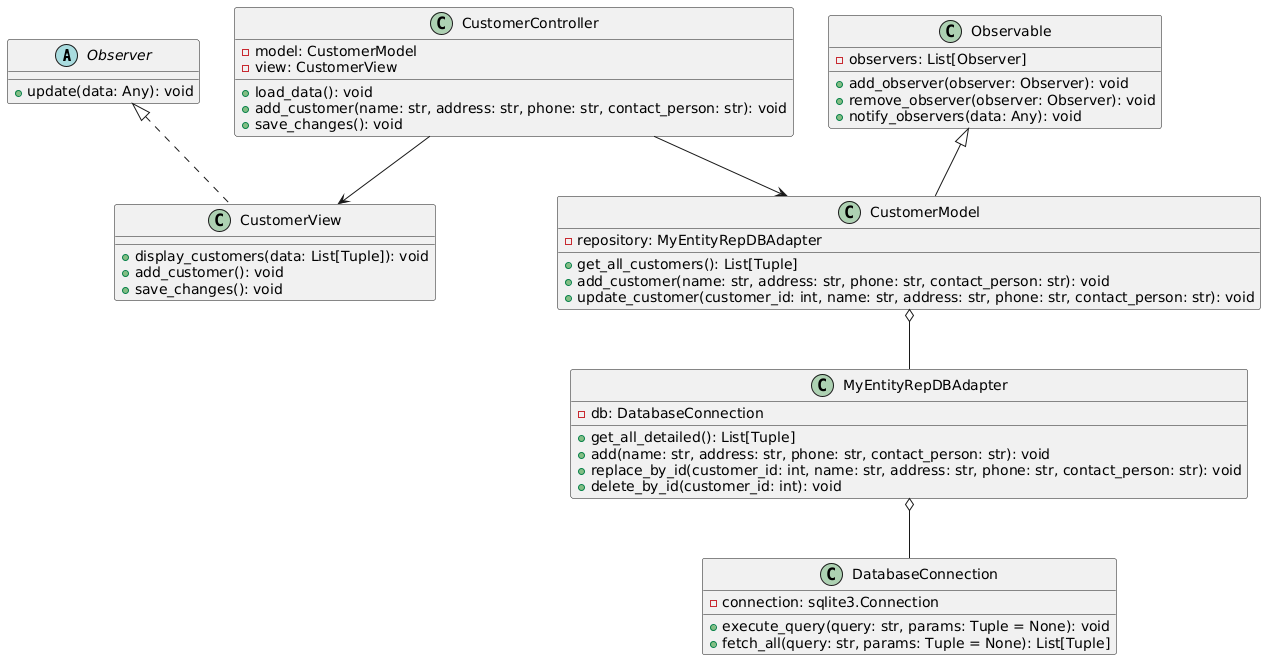 A Observer
update(data: Any): void
C CustomerController
model: CustomerModel
view: CustomerView
load_data(): void
add_customer(name: str, address: str, phone: str, contact_person: str): void
save_changes(): void
C Observable
observers: List[Observer]
add_observer(observer: Observer): void
remove_observer(observer: Observer): void
notify_observers(data: Any): void
C CustomerView
display_customers(data: List[Tuple]): void
add_customer(): void
save_changes(): void
C CustomerModel
repository: MyEntityRepDBAdapter
get_all_customers(): List[Tuple]
add_customer(name: str, address: str, phone: str, contact_person: str): void
update_customer(customer_id: int, name: str, address: str, phone: str, contact_person: str): void
C MyEntityRepDBAdapter
db: DatabaseConnection
get_all_detailed(): List[Tuple]
add(name: str, address: str, phone: str, contact_person: str): void
replace_by_id(customer_id: int, name: str, address: str, phone: str, contact_person: str): void
delete_by_id(customer_id: int): void
C DatabaseConnection
connection: sqlite3.Connection
execute_query(query: str, params: Tuple = None): void
fetch_all(query: str, params: Tuple = None): List[Tuple]